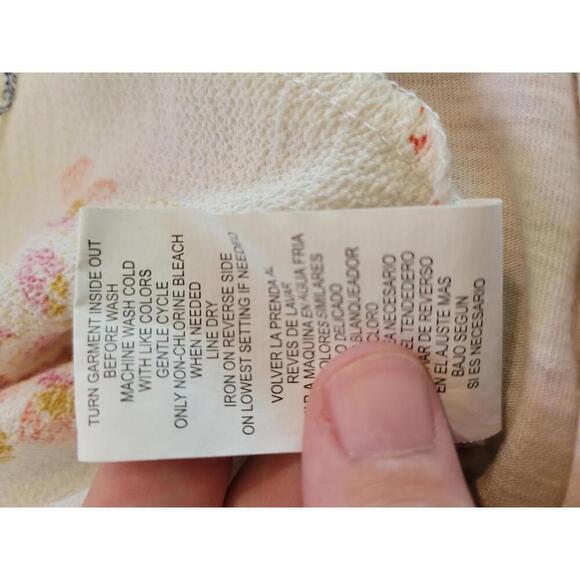 TURN GARMENT INSIDE OUT
BEFORE WASH
MACHINE WASH COLD
WITH LIKE COLORS
GENTLE CYCLE
ONLY NON-CHLORINE BLEACH
WHEN NEEDED
LINE DRY
IRON ON REVERSE SIDE
ON LOWEST SETTING IF NEEDED
VOLVER LA PRENDA AL
REVES DE LAVAR
A MAQUINA EN AGUA FRIA
COLORES SIMILARES
DELICADO
BLANQUEADOR
CLORO
NECESARIO
EL TENDEDERO
DE REVERSO
EN EL AJUSTE MAS
BAJO SEGUN
SI ES NECESARIO